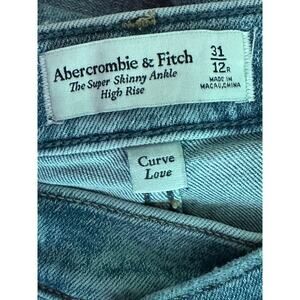 Abercrombie & Fitch
The Super Skinny Ankle
High Rise
31
12R
MADE IN
MACAU, CHINA
Curve
Love